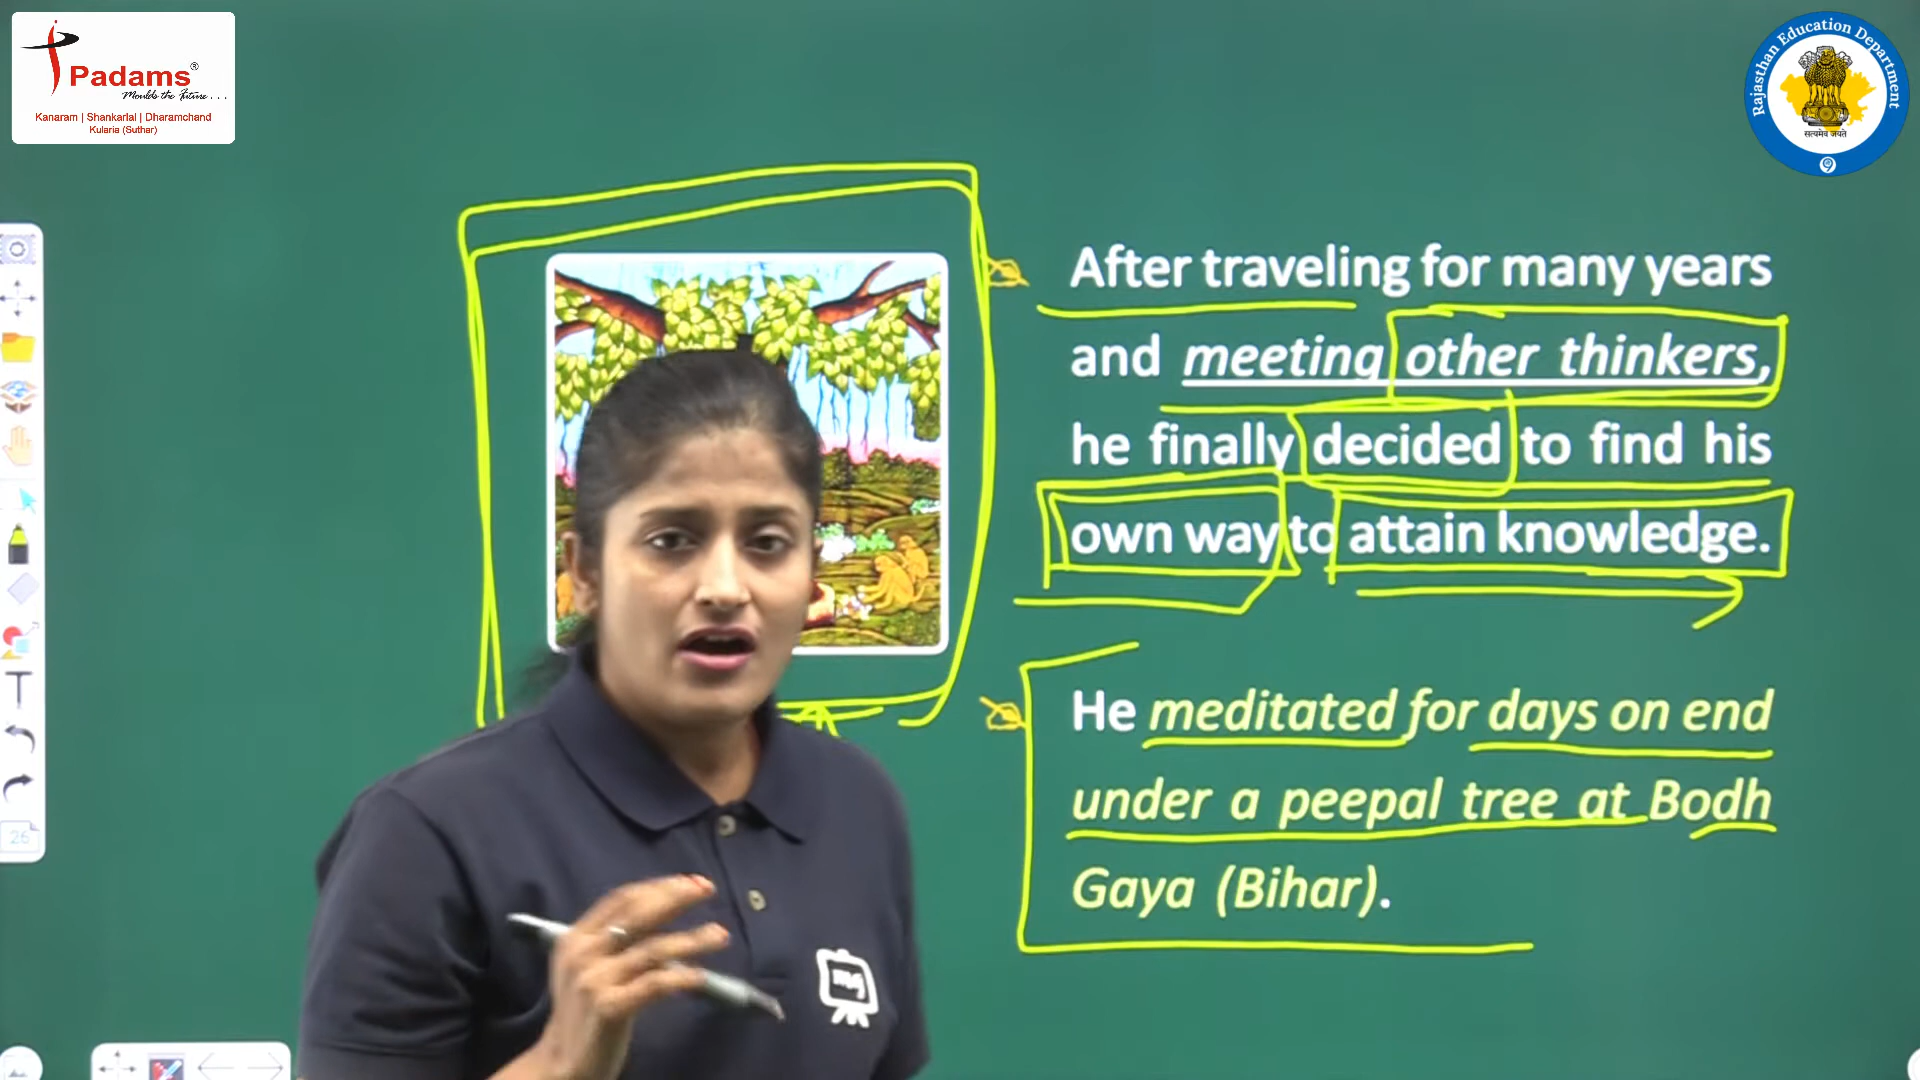 Padams®
Moulds the Future . . .
Kanaram | Shankarlal | Dharamchand
Kularia (Suthar)
Rajasthan Education Department
सत्यमेव जयते
After traveling for many years
and meeting other thinkers,
he finally decided to find his
own way to attain knowledge.
He meditated for days on end
under a peepal tree at Bodh
Gaya (Bihar).
T
26